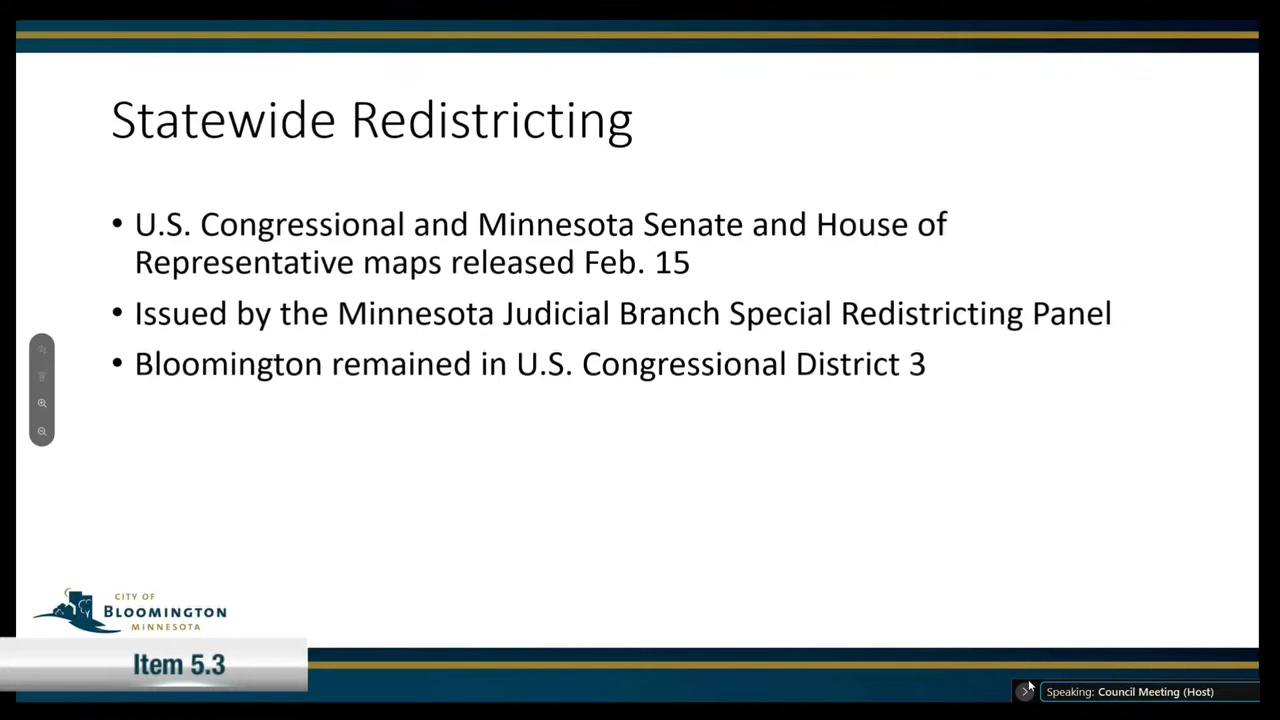 Statewide Redistricting
• U.S. Congressional and Minnesota Senate and House of
Representative maps released Feb. 15
• Issued by the Minnesota Judicial Branch Special Redistricting Panel
• Bloomington remained in U.S. Congressional District 3
CITY OF
BLOOMINGTON
MINNESOTA
Item 5.3
Speaking: Council Meeting (Host)